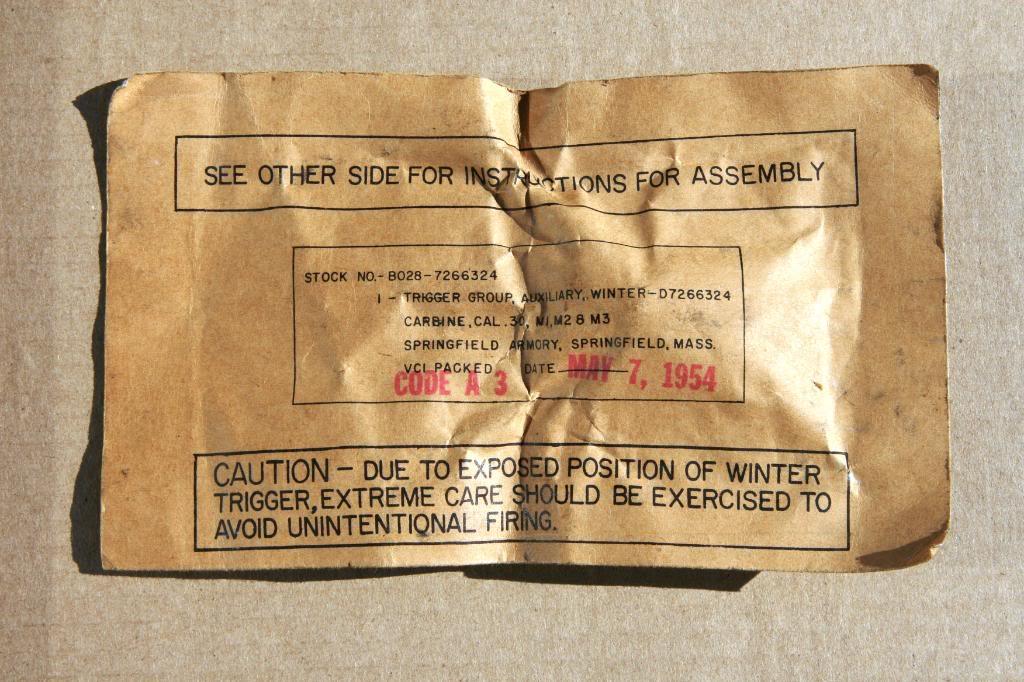 SEE OTHER SIDE FOR INSTRUCTIONS FOR ASSEMBLY
STOCK NO.-B028-7266324
1 - TRIGGER GROUP, AUXILIARY, WINTER-D7266324
CARBINE, CAL. 30, M1, M2 & M3
SPRINGFIELD ARMORY, SPRINGFIELD, MASS.
VCI PACKED DATE MAY 7, 1954
CODE A 3
CAUTION - DUE TO EXPOSED POSITION OF WINTER
TRIGGER, EXTREME CARE SHOULD BE EXERCISED TO
AVOID UNINTENTIONAL FIRING.